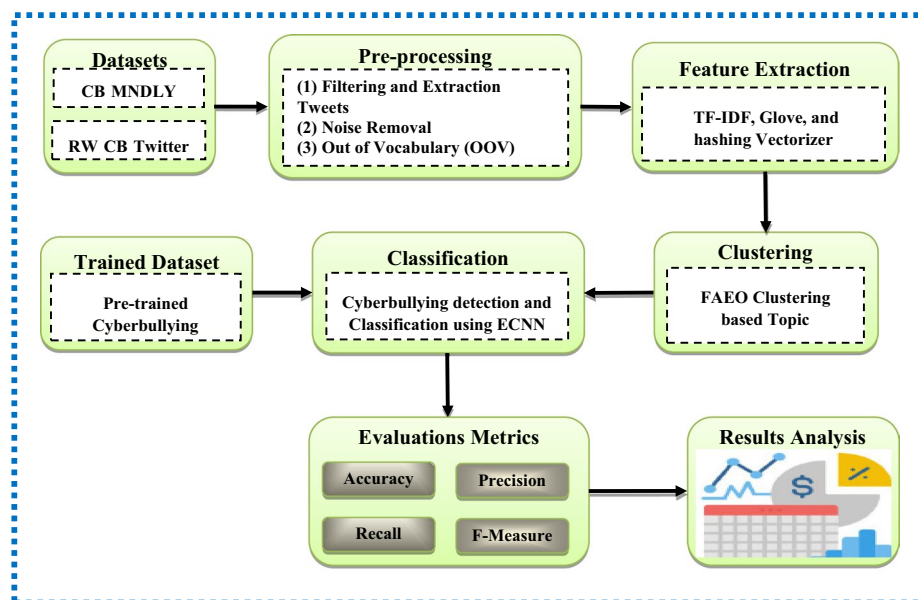 Datasets
CB MNDLY
RW CB Twitter
Pre-processing
(1) Filtering and Extraction
Tweets
(2) Noise Removal
(3) Out of Vocabulary (OOV)
Feature Extraction
TF-IDF, Glove, and
hashing Vectorizer
Trained Dataset
Pre-trained
Cyberbullying
Classification
Cyberbullying detection and
Classification using ECNN
Clustering
FAEO Clustering
based Topic
Evaluations Metrics
Accuracy
Precision
Recall
F-Measure
Results Analysis
$
%